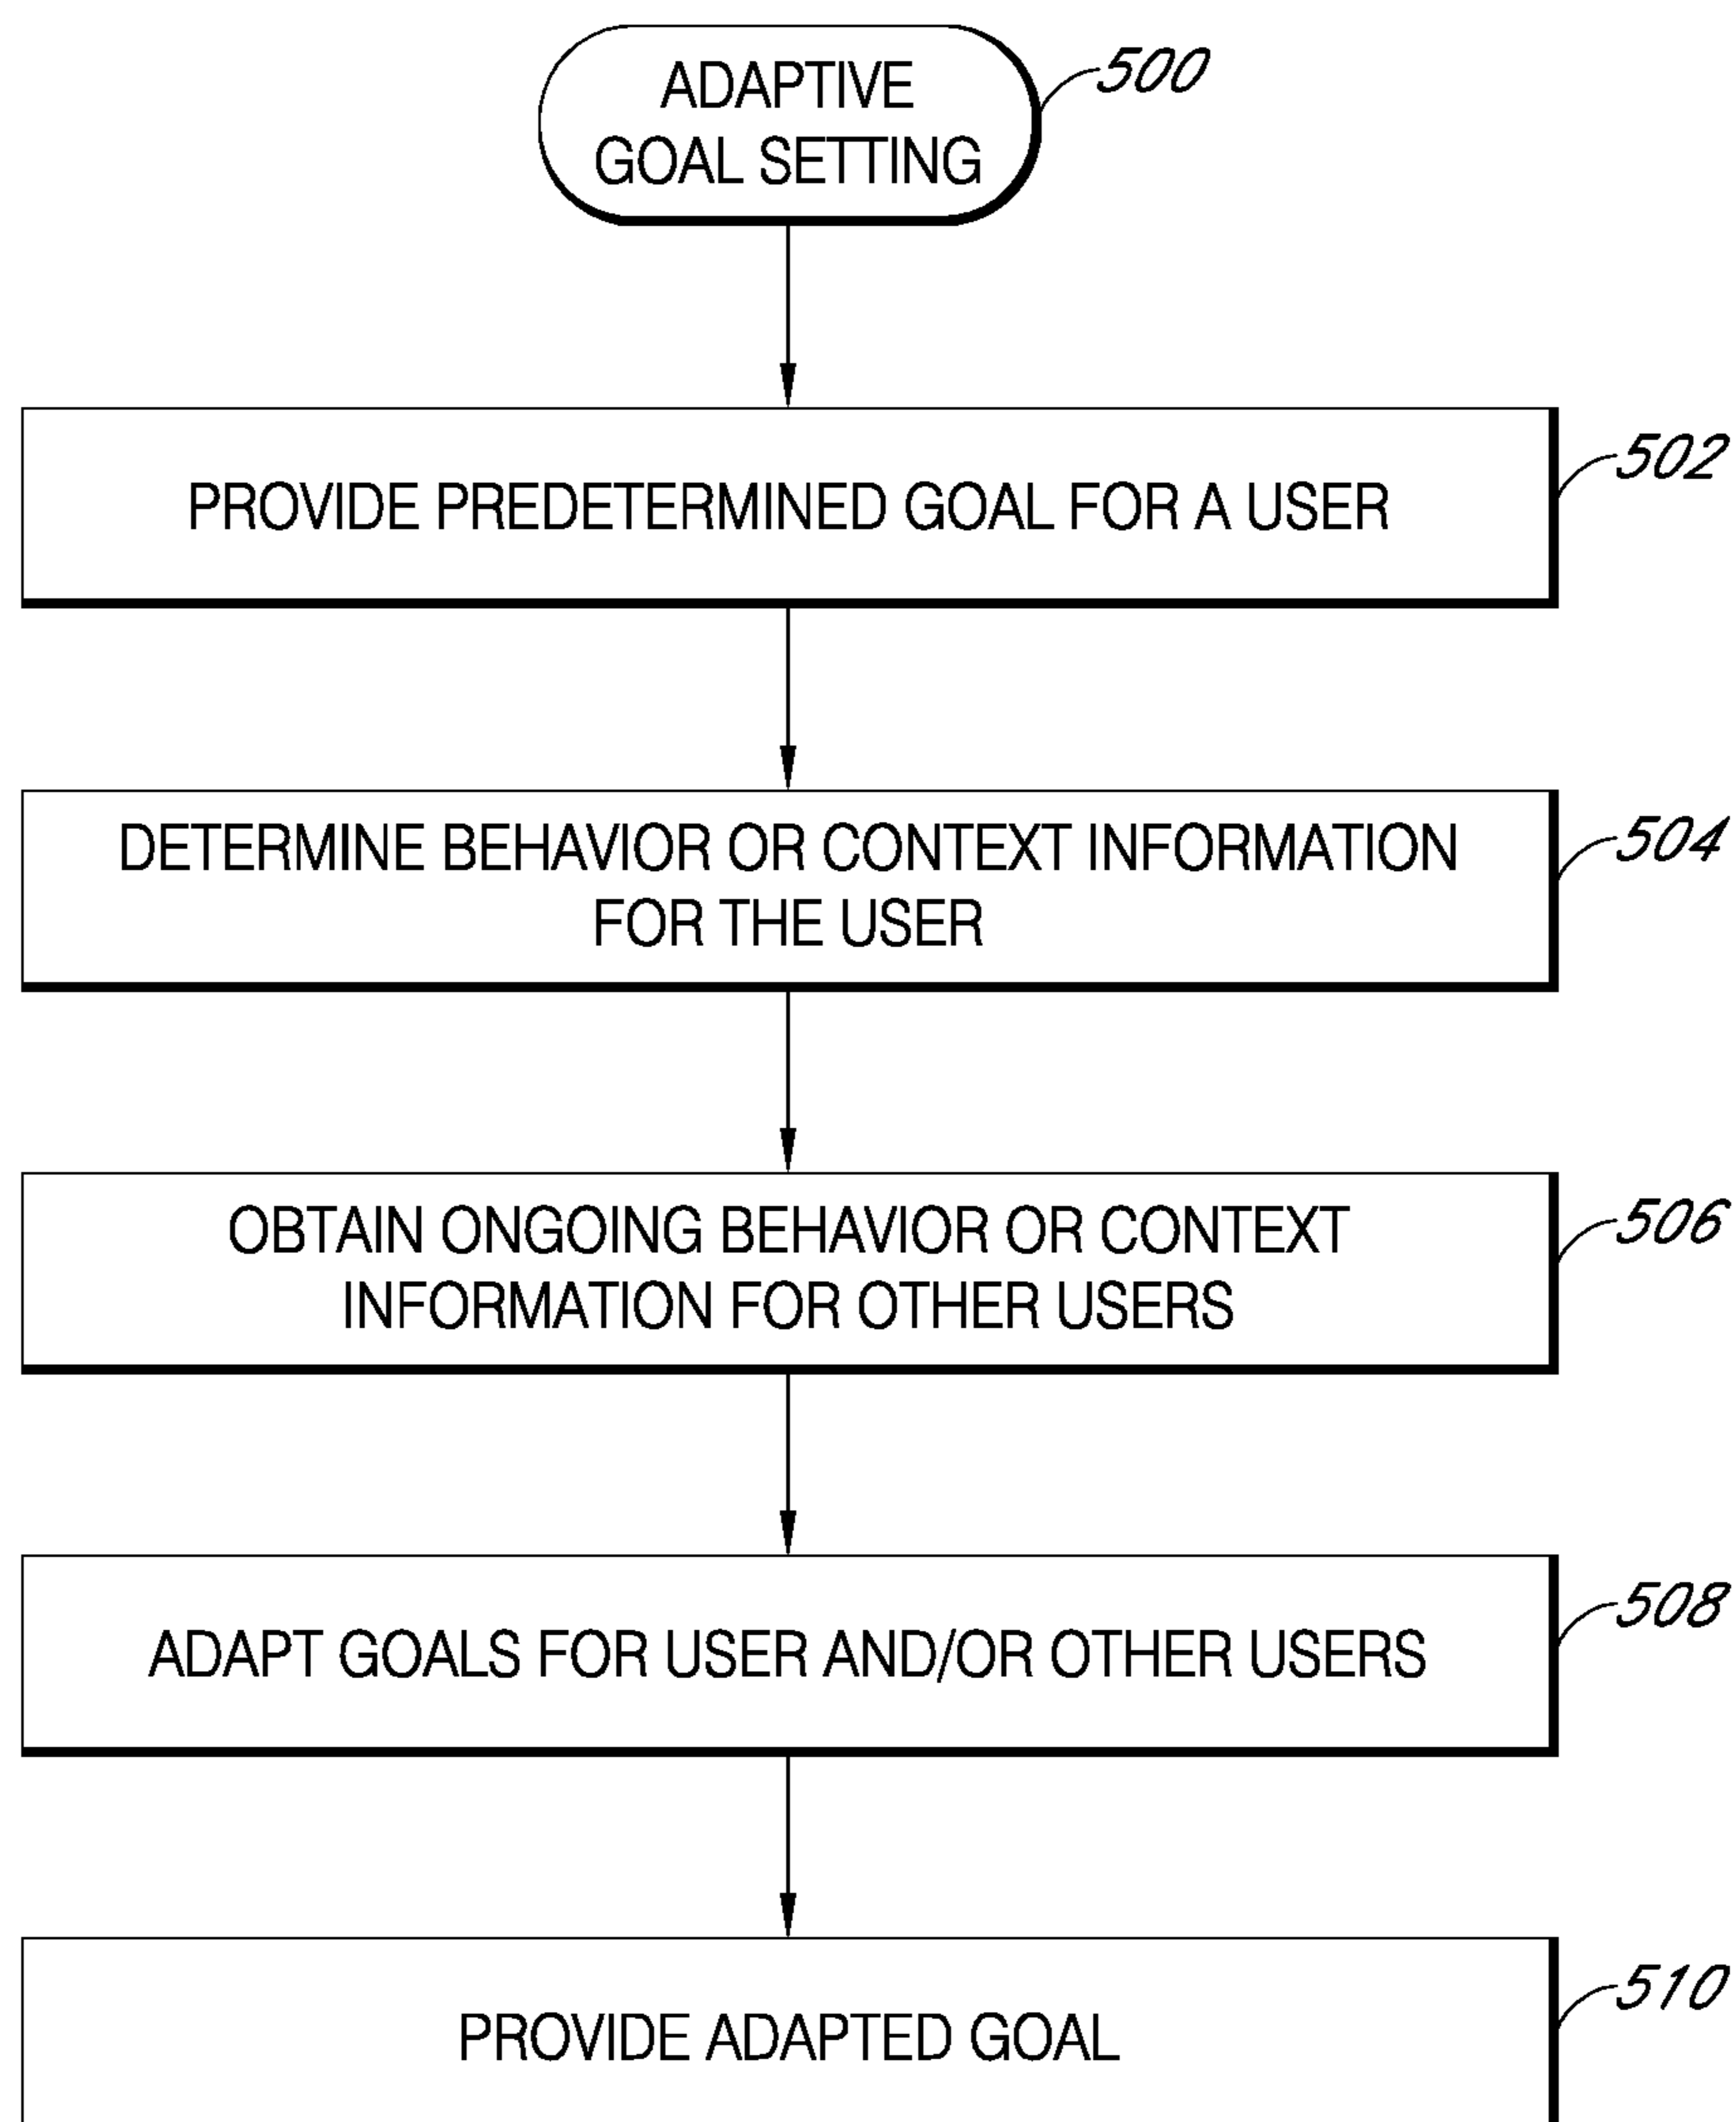 ADAPTIVE
GOAL SETTING
500
PROVIDE PREDETERMINED GOAL FOR A USER
502
DETERMINE BEHAVIOR OR CONTEXT INFORMATION
FOR THE USER
504
OBTAIN ONGOING BEHAVIOR OR CONTEXT
INFORMATION FOR OTHER USERS
506
ADAPT GOALS FOR USER AND/OR OTHER USERS
508
PROVIDE ADAPTED GOAL
510